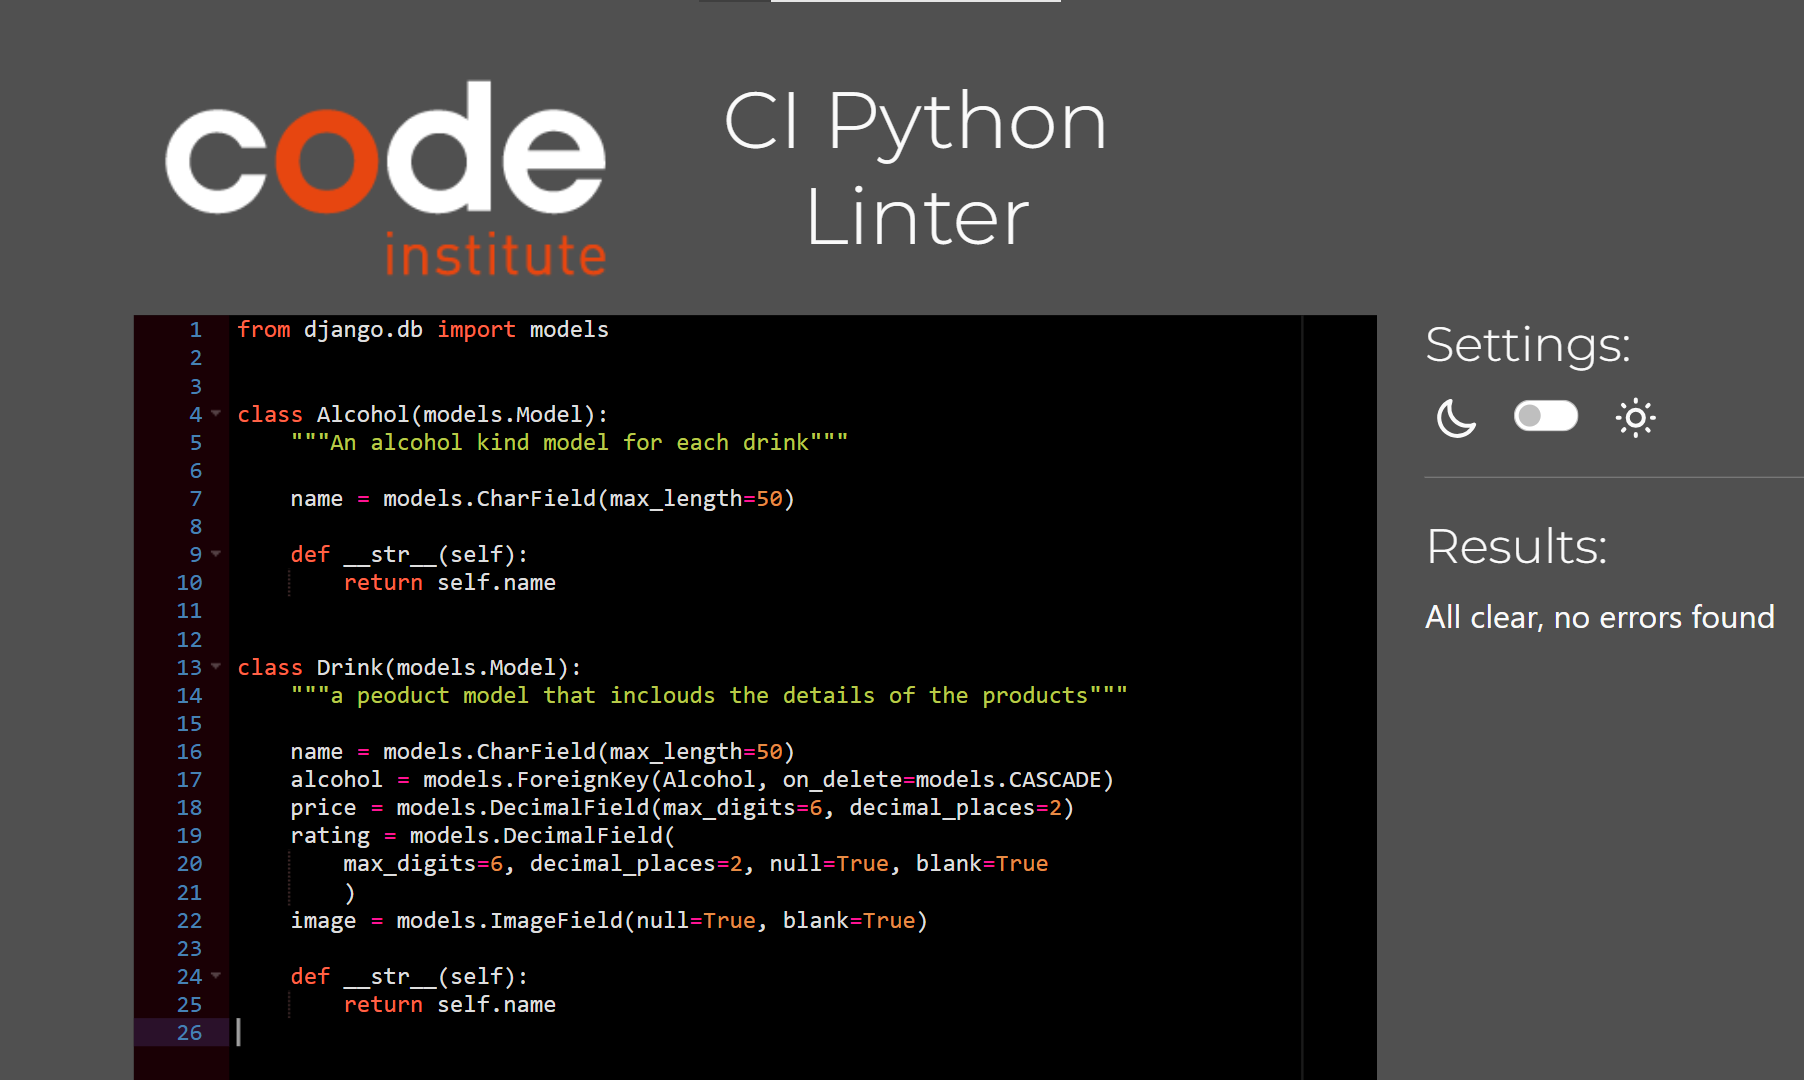 code
institute
CI Python
Linter
1 from django.db import models
2
3
4 class Alcohol(models.Model):
5     """An alcohol kind model for each drink"""
6
7     name = models.CharField(max_length=50)
8
9     def __str__(self):
10         return self.name
11
12
13 class Drink(models.Model):
14     """a peoduct model that inclouds the details of the products"""
15
16     name = models.CharField(max_length=50)
17     alcohol = models.ForeignKey(Alcohol, on_delete=models.CASCADE)
18     price = models.DecimalField(max_digits=6, decimal_places=2)
19     rating = models.DecimalField(
20         max_digits=6, decimal_places=2, null=True, blank=True
21         )
22     image = models.ImageField(null=True, blank=True)
23
24     def __str__(self):
25         return self.name
26
Settings:
Results:
All clear, no errors found